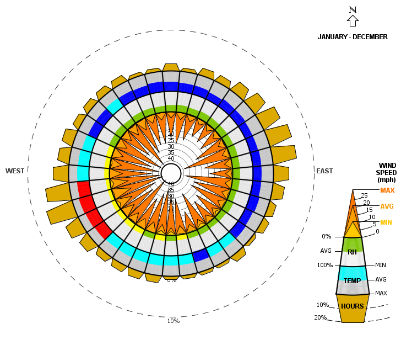 N
JANUARY - DECEMBER
WEST
EAST
WIND
SPEED
(mph)
MAX
25
20
AVG
15
10
MIN
5
0
0%
AVG
RH
100%
MIN
TEMP
AVG
MAX
HOURS
10%
20%
10%